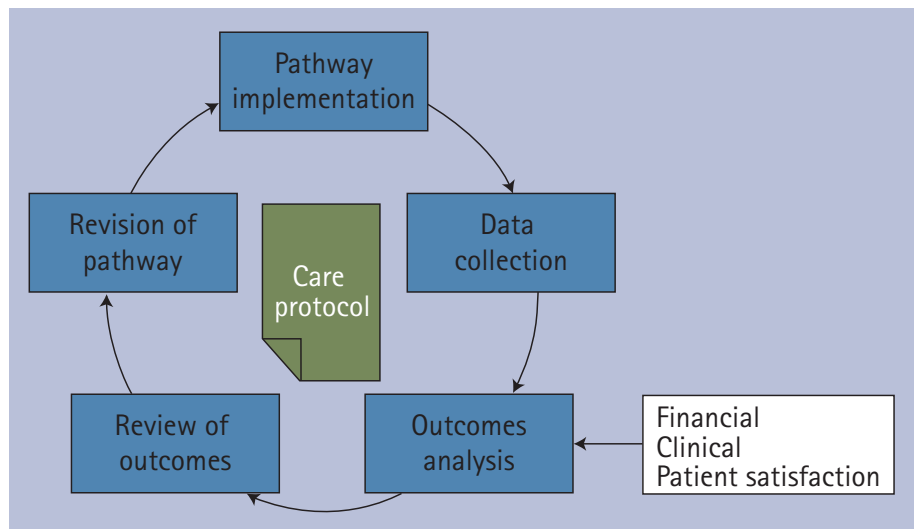 Pathway
implementation
Revision of
pathway
Data
collection
Care
protocol
Review of
outcomes
Outcomes
analysis
Financial
Clinical
Patient satisfaction